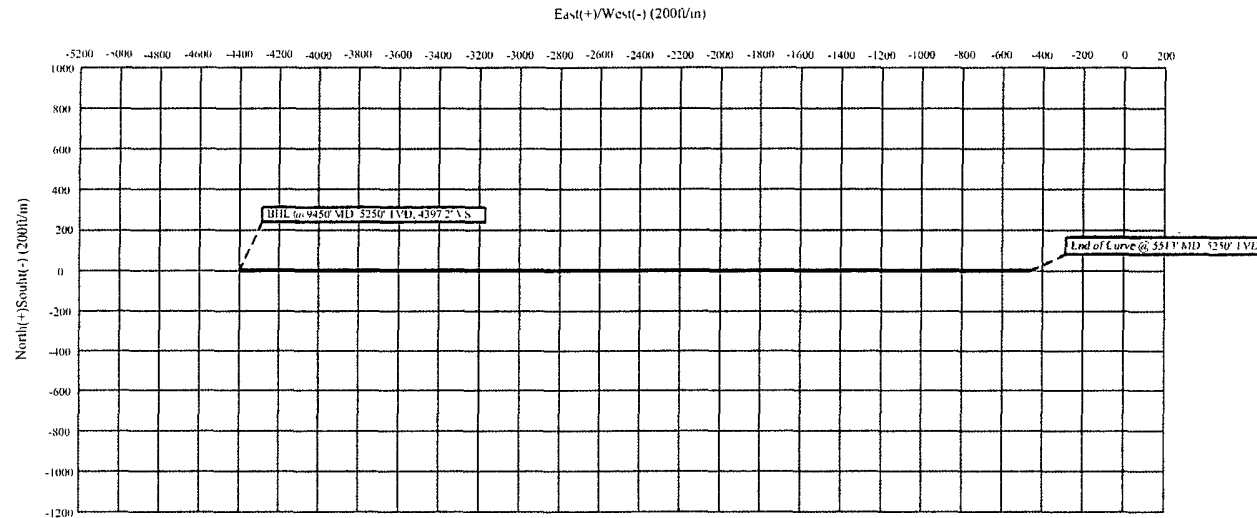 East(+)/West(-) (200ft/in)
-5200 -5000 -4800 -4600 -4400 -4200 -4000 -3800 -3600 -3400 -3200 -3000 -2800 -2600 -2400 -2200 -2000 -1800 -1600 -1400 -1200 -1000 -800 -600 -400 -200 0 200
1000
800
600
400
BHL @ 9450' MD, 5250' TVD, 4397.2' VS
200
End of Curve @ 5513' MD, 5250' TVD
0
-200
-400
-600
-800
-1000
-1200
North(+)Souht(-) (200ft/in)